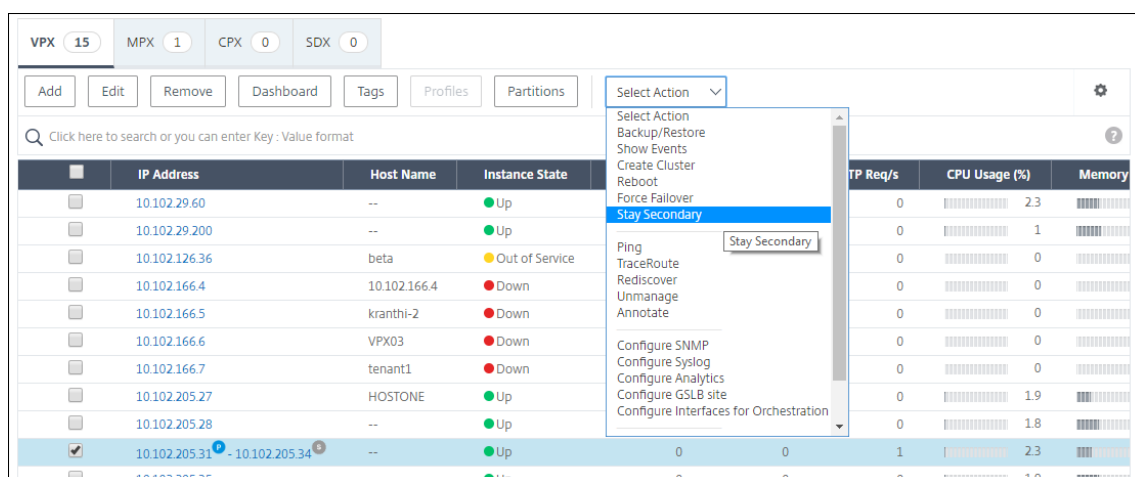 VPX 15 MPX 1 CPX 0 SDX 0
Add Edit Remove Dashboard Tags Profiles Partitions Select Action
Click here to search or you can enter Key : Value format ?
Select Action
Backup/Restore
Show Events
Create Cluster
Reboot
Force Failover
Stay Secondary
Stay Secondary
Ping
TraceRoute
Rediscover
Unmanage
Annotate
Configure SNMP
Configure Syslog
Configure Analytics
Configure GSLB site
Configure Interfaces for Orchestration
IP Address Host Name Instance State TP Req/s CPU Usage (%) Memory
10.102.29.60 -- Up 0 2.3
10.102.29.200 -- Up 0 1
10.102.126.36 beta Out of Service 0 0
10.102.166.4 10.102.166.4 Down 0 0
10.102.166.5 kranthi-2 Down 0 0
10.102.166.6 VPX03 Down 0 0
10.102.166.7 tenant1 Down 0 0
10.102.205.27 HOSTONE Up 0 1.9
10.102.205.28 -- Up 0 1.8
10.102.205.31 P - 10.102.205.34 S -- Up 0 0 1 2.3